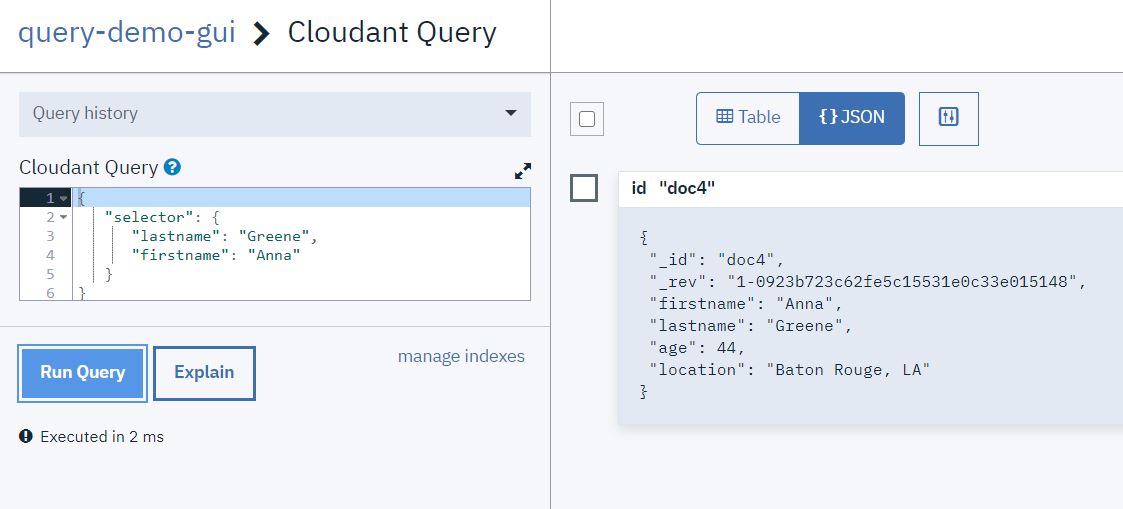 query-demo-gui > Cloudant Query
Query history
Cloudant Query ?
1 {
2 "selector": {
3 "lastname": "Greene",
4 "firstname": "Anna"
5 }
6 }
Run Query
Explain
manage indexes
! Executed in 2 ms
Table
{} JSON
id "doc4"
{
"_id": "doc4",
"_rev": "1-0923b723c62fe5c15531e0c33e015148",
"firstname": "Anna",
"lastname": "Greene",
"age": 44,
"location": "Baton Rouge, LA"
}